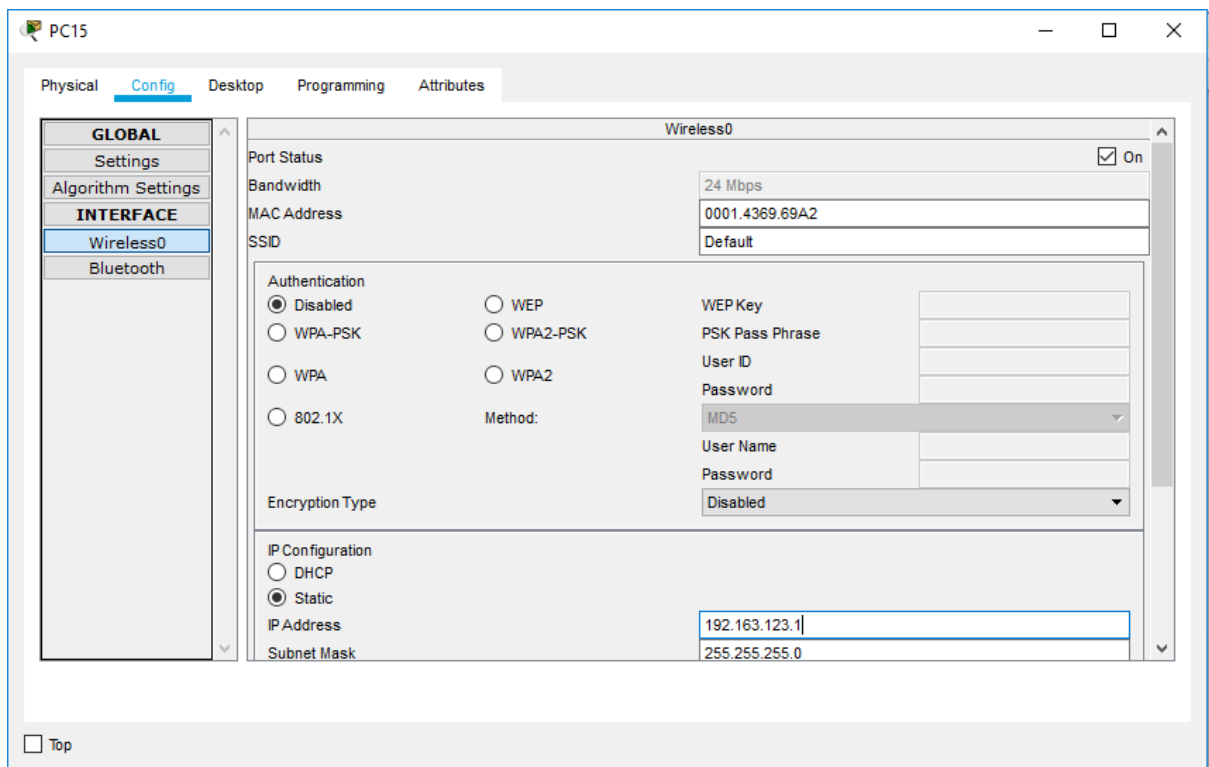 PC15
Physical Config Desktop Programming Attributes
GLOBAL
Settings
Algorithm Settings
INTERFACE
Wireless0
Bluetooth
Wireless0
Port Status On
Bandwidth 24 Mbps
MAC Address 0001.4369.69A2
SSID Default
Authentication
Disabled WEP WEP Key
WPA-PSK WPA2-PSK PSK Pass Phrase
User ID
WPA WPA2
Password
802.1X Method: MD5
User Name
Password
Encryption Type Disabled
IP Configuration
DHCP
Static
IP Address 192.163.123.1
Subnet Mask 255.255.255.0
Top